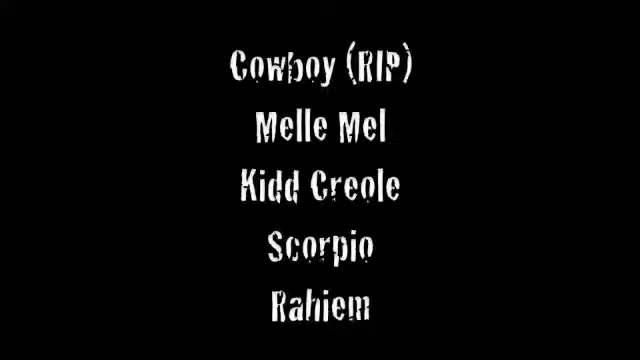 Cowboy (RIP)
Melle Mel
Kidd Creole
Scorpio
Rahiem